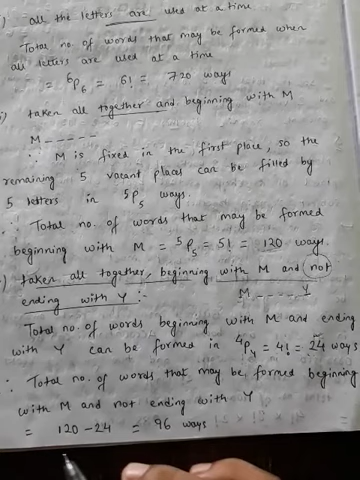 ) all the letters are used at a time
Total no. of words that may be formed when
all letters are used at a time
= ⁶P₆ = 6! = 720 ways
i) taken all together and beginning with M
M _ _ _ _ _
∵ M is fixed in the first place, so the
remaining 5 vacant places can be filled by
5 letters in ⁵P₅ ways.
∴ Total no. of words that may be formed
beginning with M = ⁵P₅ = 5! = 120 ways.
) taken all together, beginning with M and not
ending with Y :-
M _ _ _ _ Y
Total no. of words beginning with M and ending
with Y can be formed in ⁴P₄ = 4! = 24 ways
∴ Total no. of words that may be formed beginning
with M and not ending with Y
= 120 - 24 = 96 ways